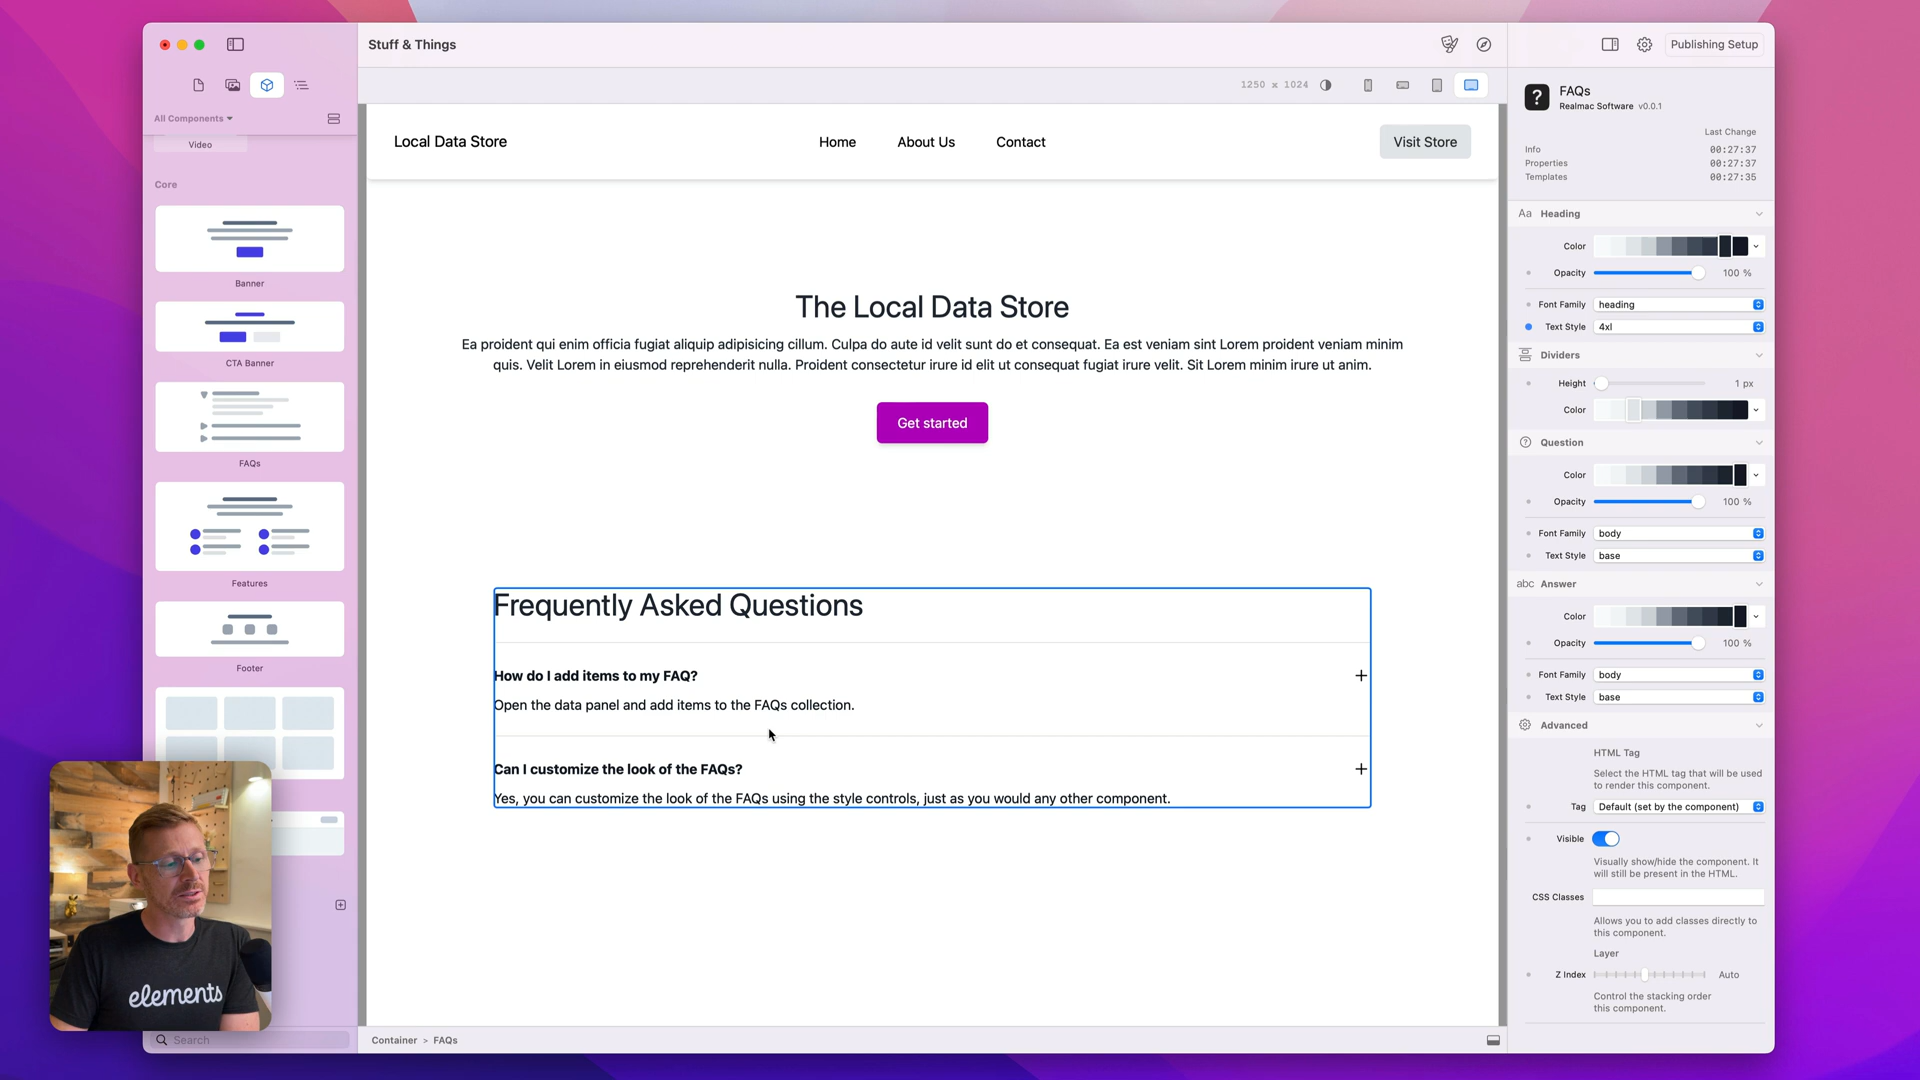 Stuff & Things
Publishing Setup
1250 x 1024
All Components
Video
Core
Banner
CTA Banner
FAQs
Features
Footer
Search
elements
Local Data Store
Home
About Us
Contact
Visit Store
The Local Data Store
Ea proident qui enim officia fugiat aliquip adipisicing cillum. Culpa do aute id velit sunt do et consequat. Ea est veniam sint Lorem proident veniam minim
quis. Velit Lorem in eiusmod reprehenderit nulla. Proident consectetur irure id elit ut consequat fugiat irure velit. Sit Lorem minim irure ut anim.
Get started
Frequently Asked Questions
How do I add items to my FAQ?
Open the data panel and add items to the FAQs collection.
Can I customize the look of the FAQs?
Yes, you can customize the look of the FAQs using the style controls, just as you would any other component.
Container > FAQs
?
FAQs
Realmac Software v0.0.1
Last Change
Info 00:27:37
Properties 00:27:37
Templates 00:27:35
Aa Heading
Color
Opacity 100 %
Font Family heading
Text Style 4xl
Dividers
Height 1 px
Color
Question
Color
Opacity 100 %
Font Family body
Text Style base
abc Answer
Color
Opacity 100 %
Font Family body
Text Style base
Advanced
HTML Tag
Select the HTML tag that will be used
to render this component.
Tag Default (set by the component)
Visible
Visually show/hide the component. It
will still be present in the HTML.
CSS Classes
Allows you to add classes directly to
this component.
Layer
Z Index Auto
Control the stacking order
this component.